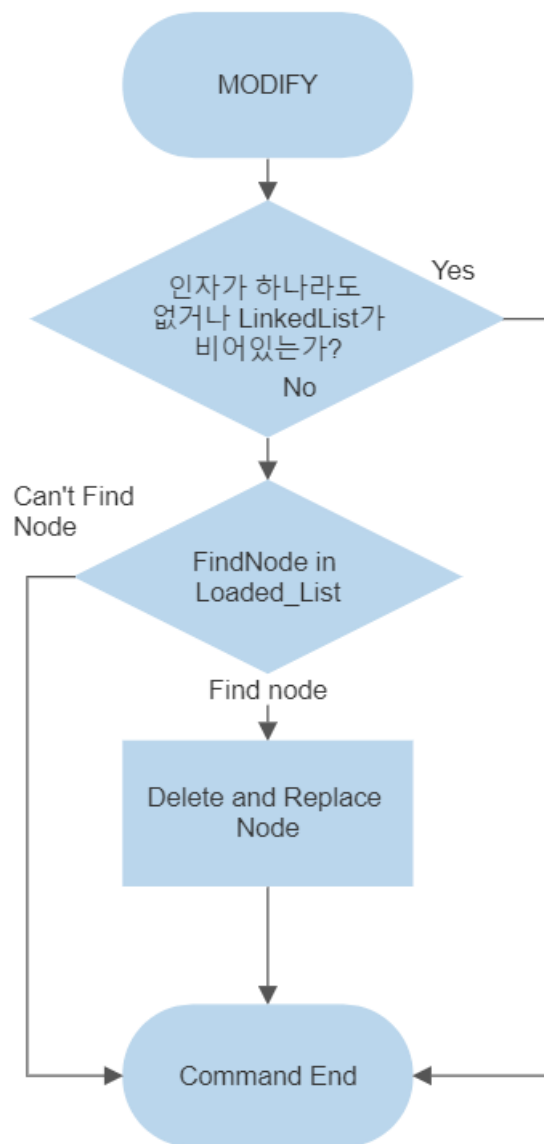 MODIFY
Yes
인자가 하나라도
없거나 LinkedList가
비어있는가?
No
Can't Find
Node
FindNode in
Loaded_List
Find node
Delete and Replace
Node
Command End